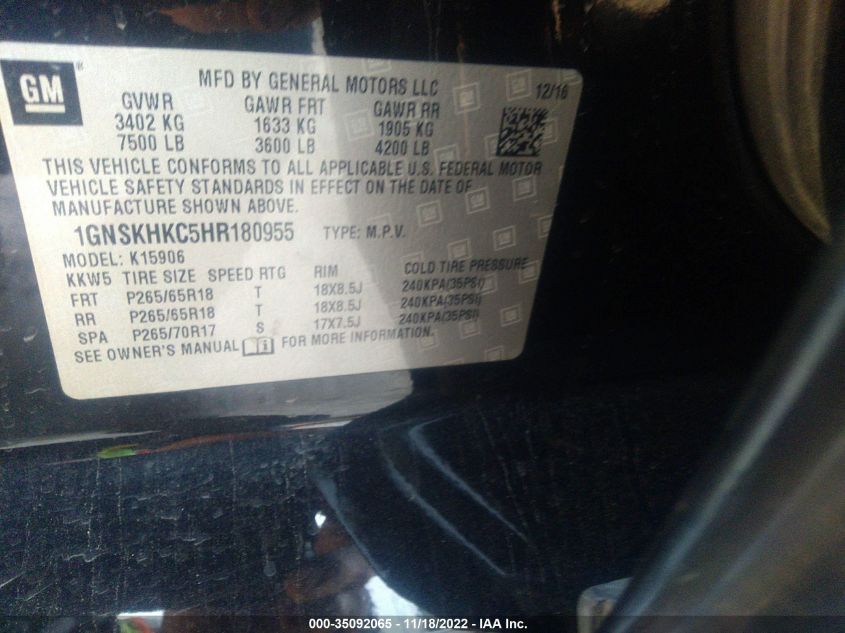 GM ®
MFD BY GENERAL MOTORS LLC 12/16
GVWR GAWR FRT GAWR RR
3402 KG 1633 KG 1905 KG
7500 LB 3600 LB 4200 LB
THIS VEHICLE CONFORMS TO ALL APPLICABLE U.S. FEDERAL MOTOR
VEHICLE SAFETY STANDARDS IN EFFECT ON THE DATE OF
MANUFACTURE SHOWN ABOVE.
1GNSKHKC5HR180955 TYPE: M.P.V.
MODEL: K15906
KKW5 TIRE SIZE SPEED RTG RIM COLD TIRE PRESSURE
FRT P265/65R18 T 18X8.5J 240KPA(35PSI)
RR P265/65R18 T 18X8.5J 240KPA(35PSI)
SPA P265/70R17 S 17X7.5J 240KPA(35PSI)
SEE OWNER'S MANUAL FOR MORE INFORMATION.
000-35092065 - 11/18/2022 - IAA Inc.